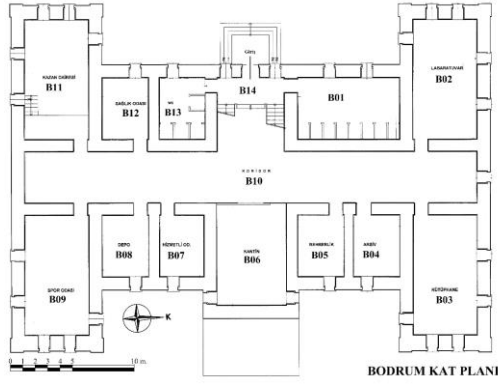 Giriş
KAZAN DAİRESİ
B11
SAĞLIK ODASI
B12
WC
B13
B14
B01
LABARATUVAR
B02
KORİDOR
B10
SPOR ODASI
B09
DEPO
B08
HİZMETLİ OD.
B07
KANTİN
B06
REHBERLİK
B05
ARŞİV
B04
KÜTÜPHANE
B03
K
0 1 2 3 4 5 10 m.
BODRUM KAT PLANI